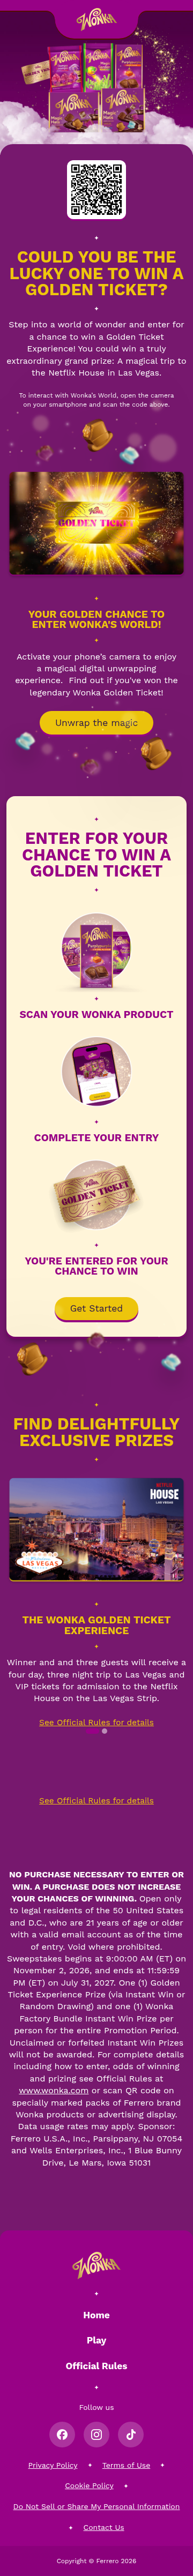 WONKA
GOLDEN TICKET
COULD YOU BE THE
LUCKY ONE TO WIN A
GOLDEN TICKET?
Step into a world of wonder and enter for
a chance to win a Golden Ticket
Experience! You could win a truly
extraordinary grand prize: A magical trip to
the Netflix House in Las Vegas.
To interact with Wonka's World, open the camera
on your smartphone and scan the code above.
WONKA
GOLDEN TICKET
YOUR GOLDEN CHANCE TO
ENTER WONKA'S WORLD!
Activate your phone's camera to enjoy
a magical digital unwrapping
experience. Find out if you've won the
legendary Wonka Golden Ticket!
Unwrap the magic
ENTER FOR YOUR
CHANCE TO WIN A
GOLDEN TICKET
WONKA
SCAN YOUR WONKA PRODUCT
COMPLETE YOUR ENTRY
WONKA
GOLDEN TICKET
YOU'RE ENTERED FOR YOUR
CHANCE TO WIN
Get Started
FIND DELIGHTFULLY
EXCLUSIVE PRIZES
NETFLIX
HOUSE
LAS VEGAS
WELCOME
TO Fabulous
LAS VEGAS
NEVADA
THE WONKA GOLDEN TICKET
EXPERIENCE
Winner and and three guests will receive a
four day, three night trip to Las Vegas and
VIP tickets for admission to the Netflix
House on the Las Vegas Strip.
See Official Rules for details
See Official Rules for details
NO PURCHASE NECESSARY TO ENTER OR
WIN. A PURCHASE DOES NOT INCREASE
YOUR CHANCES OF WINNING. Open only
to legal residents of the 50 United States
and D.C., who are 21 years of age or older
with a valid email account as of the time
of entry. Void where prohibited.
Sweepstakes begins at 9:00:00 AM (ET) on
November 2, 2026, and ends at 11:59:59
PM (ET) on July 31, 2027. One (1) Golden
Ticket Experience Prize (via Instant Win or
Random Drawing) and one (1) Wonka
Factory Bundle Instant Win Prize per
person for the entire Promotion Period.
Unclaimed or forfeited Instant Win Prizes
will not be awarded. For complete details
including how to enter, odds of winning
and prizing see Official Rules at
www.wonka.com or scan QR code on
specially marked packs of Ferrero brand
Wonka products or advertising display.
Data usage rates may apply. Sponsor:
Ferrero U.S.A., Inc., Parsippany, NJ 07054
and Wells Enterprises, Inc., 1 Blue Bunny
Drive, Le Mars, Iowa 51031
WONKA
Home
Play
Official Rules
Follow us
Privacy Policy
Terms of Use
Cookie Policy
Do Not Sell or Share My Personal Information
Contact Us
Copyright © Ferrero 2026